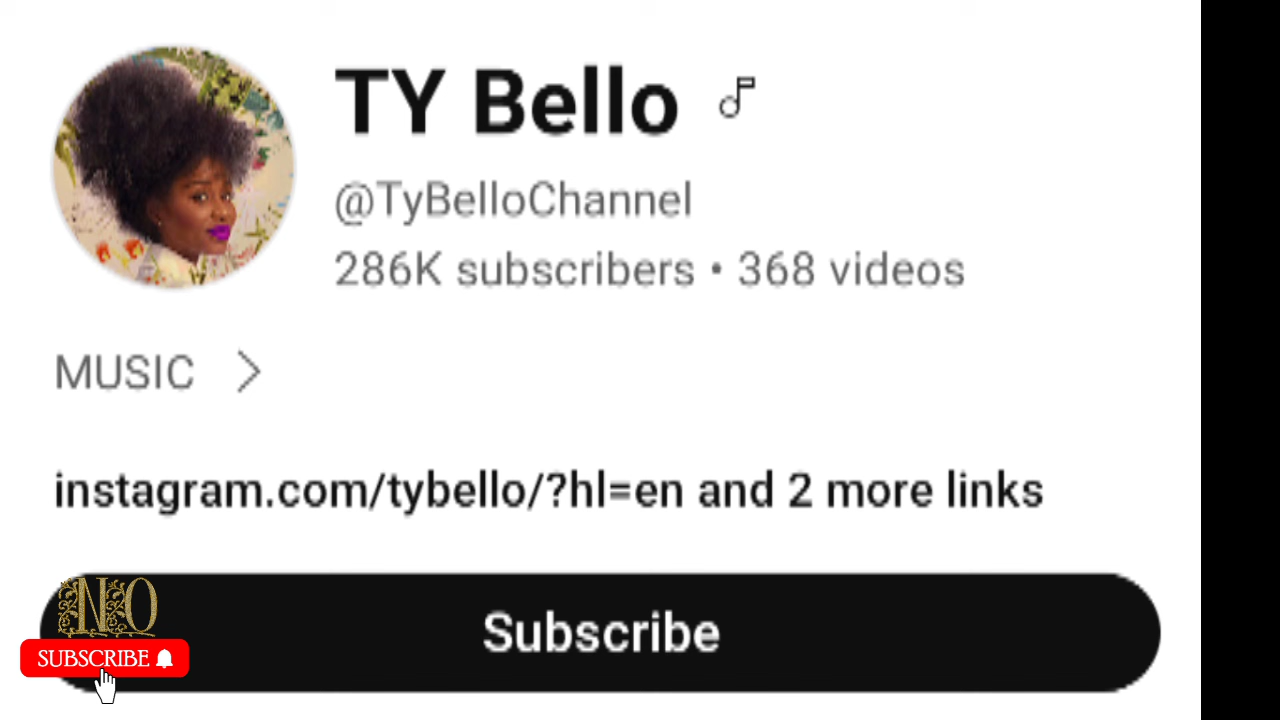 TY Bello
@TyBelloChannel
286K subscribers • 368 videos
MUSIC
instagram.com/tybello/?hl=en and 2 more links
Subscribe
NO
SUBSCRIBE